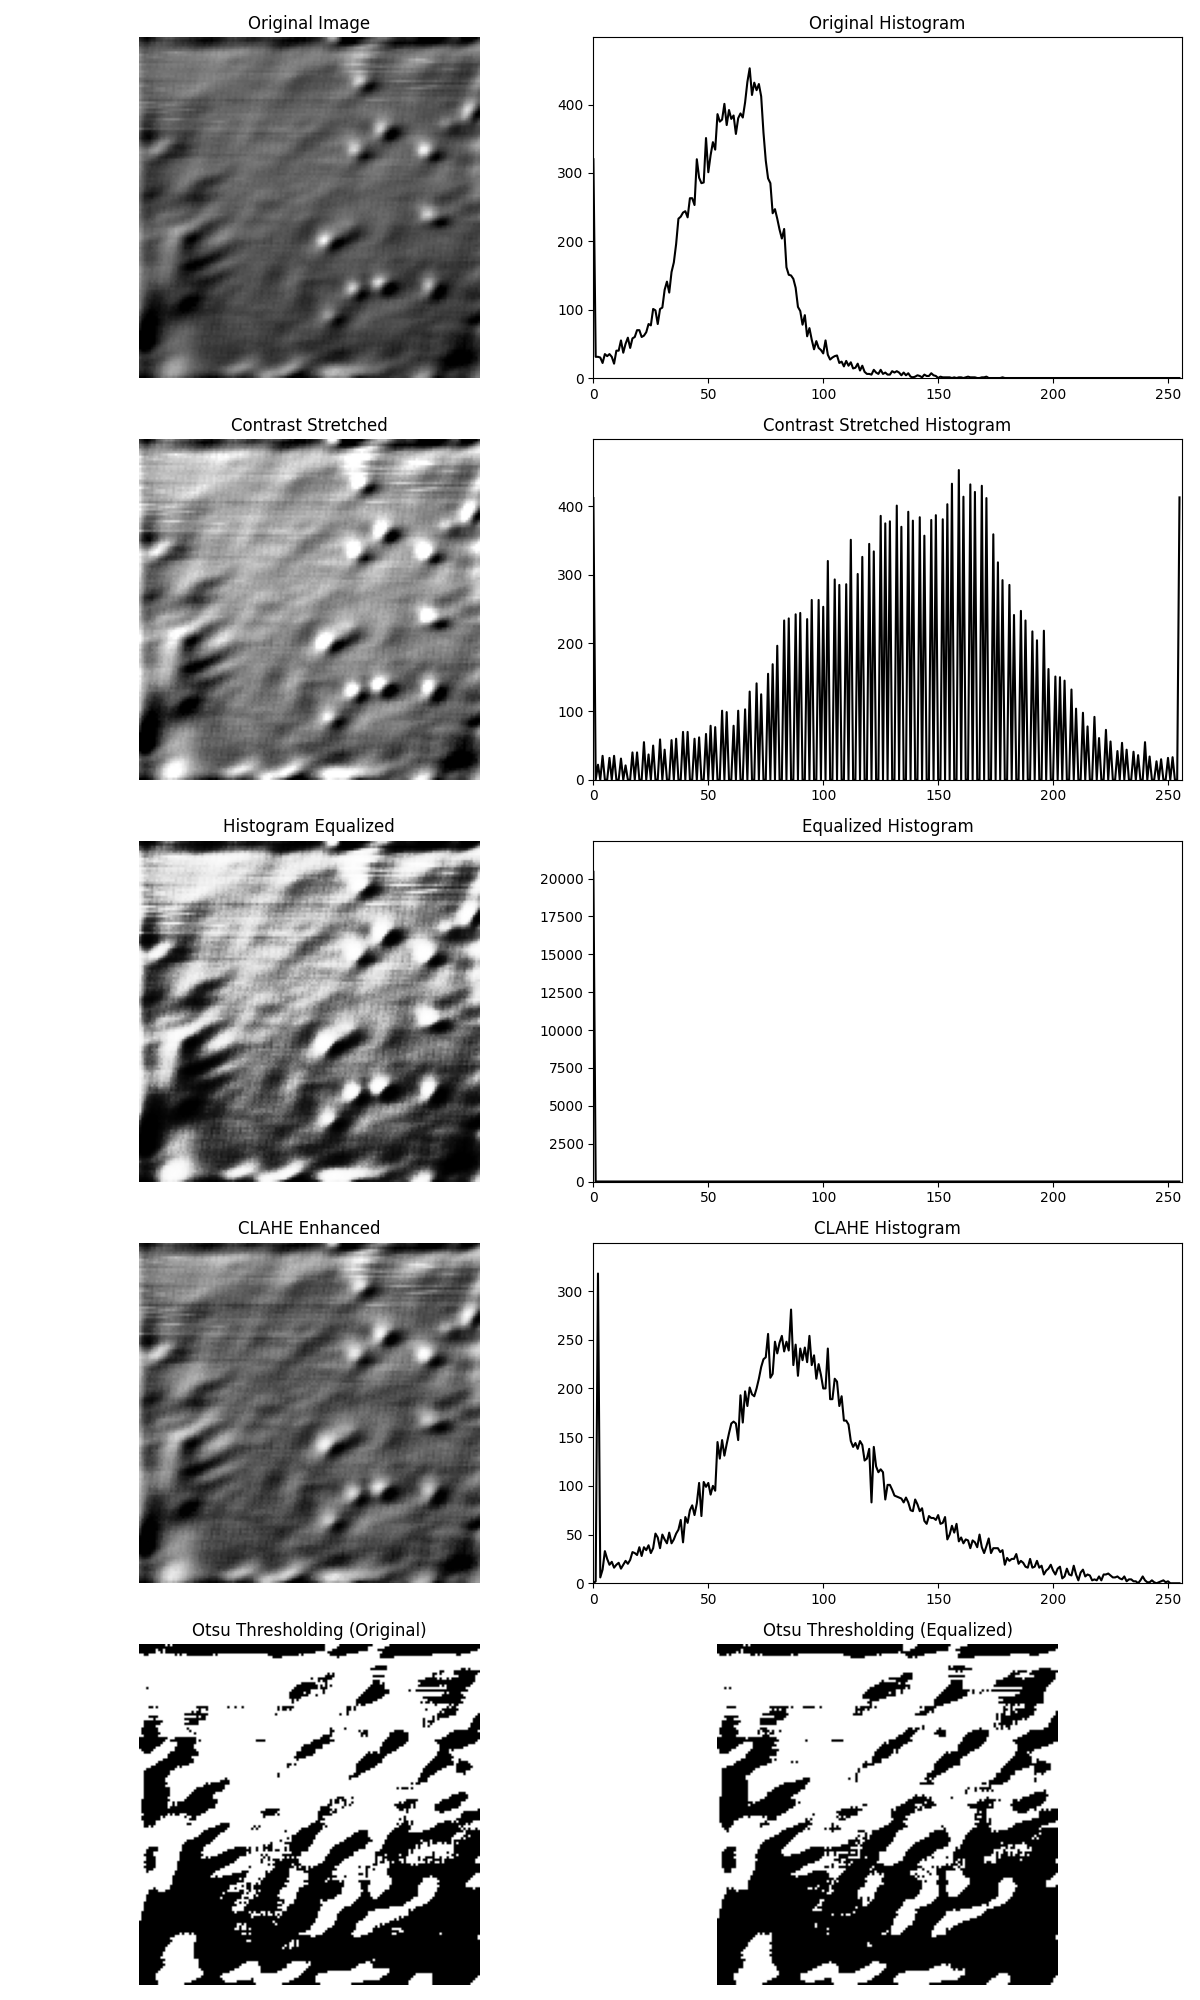 Original Image
Original Histogram
400
300
200
100
0
0 50 100 150 200 250
Contrast Stretched
Contrast Stretched Histogram
400
300
200
100
0
0 50 100 150 200 250
Histogram Equalized
Equalized Histogram
20000
17500
15000
12500
10000
7500
5000
2500
0
0 50 100 150 200 250
CLAHE Enhanced
CLAHE Histogram
300
250
200
150
100
50
0
0 50 100 150 200 250
Otsu Thresholding (Original)
Otsu Thresholding (Equalized)